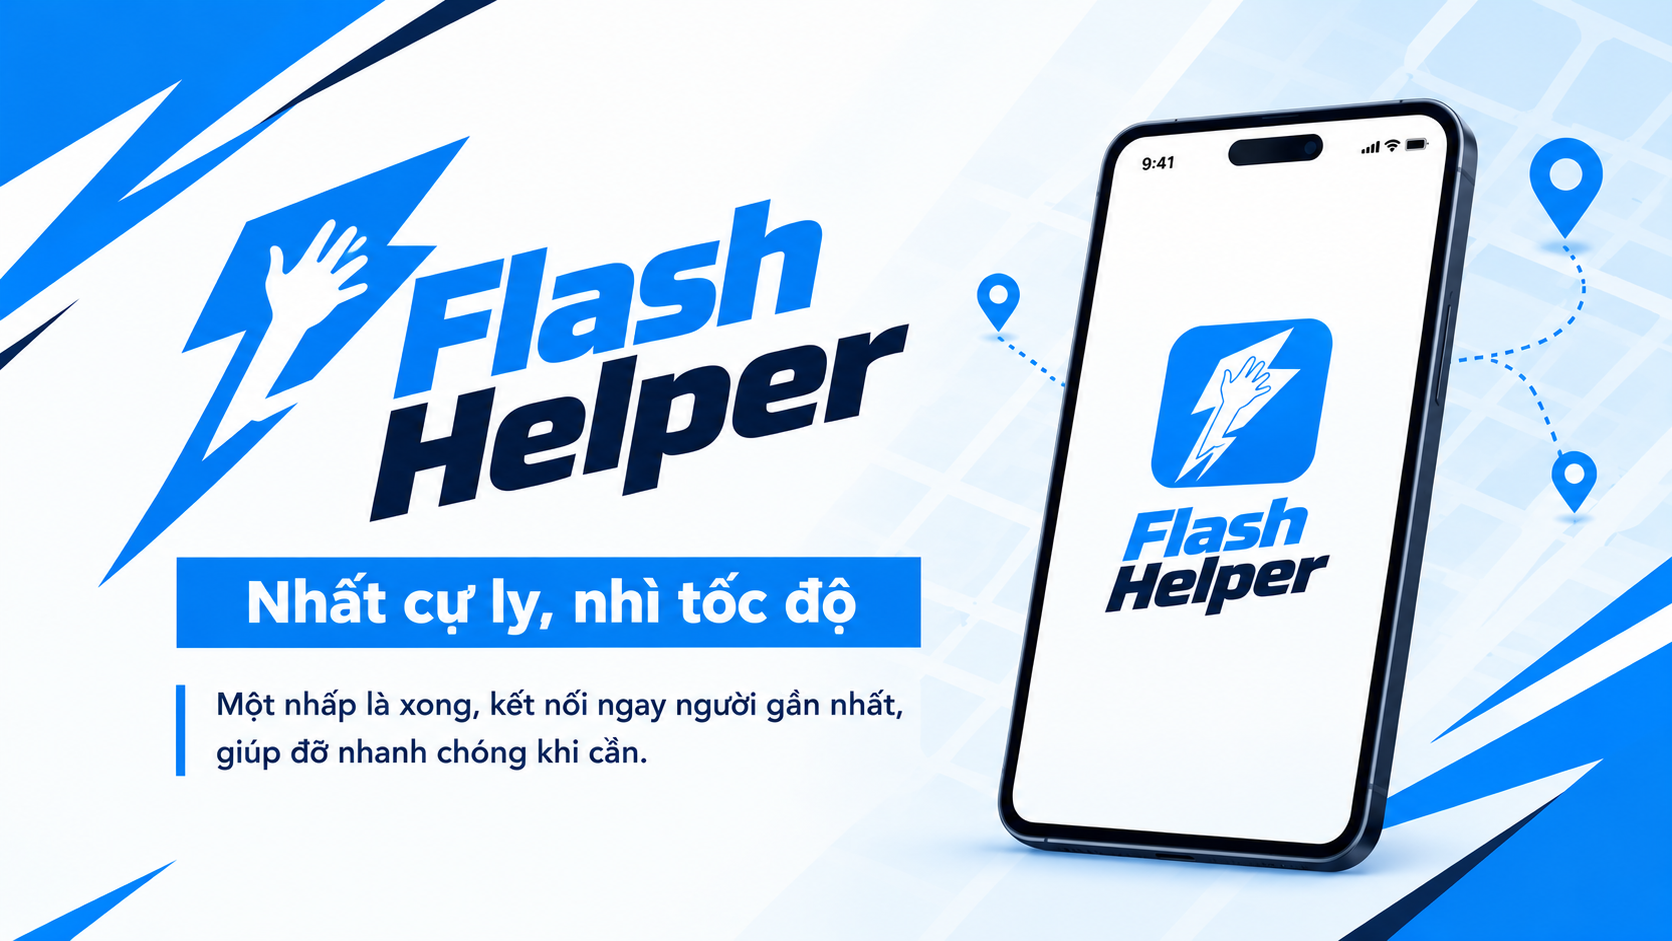 Flash
Helper
Nhất cự ly, nhì tốc độ
Một nhấp là xong, kết nối ngay người gần nhất,
giúp đỡ nhanh chóng khi cần.
9:41
Flash
Helper